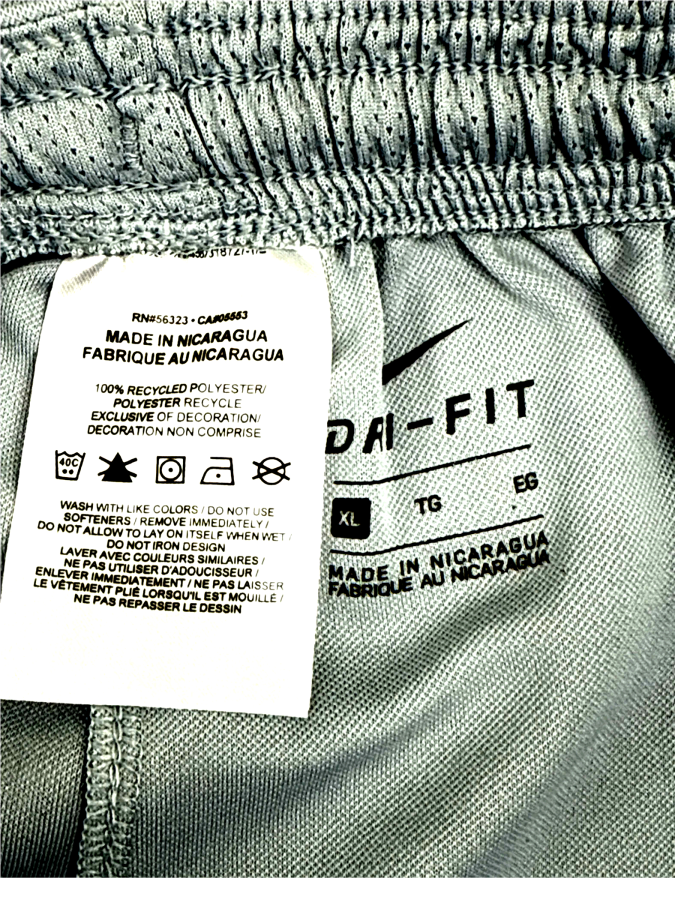 RN#56323 • CA#05553
MADE IN NICARAGUA
FABRIQUE AU NICARAGUA
100% RECYCLED POLYESTER/
POLYESTER RECYCLE
EXCLUSIVE OF DECORATION/
DECORATION NON COMPRISE
40C
WASH WITH LIKE COLORS / DO NOT USE
SOFTENERS / REMOVE IMMEDIATELY /
DO NOT ALLOW TO LAY ON ITSELF WHEN WET /
DO NOT IRON DESIGN
LAVER AVEC COULEURS SIMILAIRES /
NE PAS UTILISER D'ADOUCISSEUR /
ENLEVER IMMEDIATEMENT / NE PAS LAISSER
LE VÊTEMENT PLIÉ LORSQU'IL EST MOUILLÉ /
NE PAS REPASSER LE DESSIN
DRI-FIT
XL TG EG
MADE IN NICARAGUA
FABRIQUE AU NICARAGUA